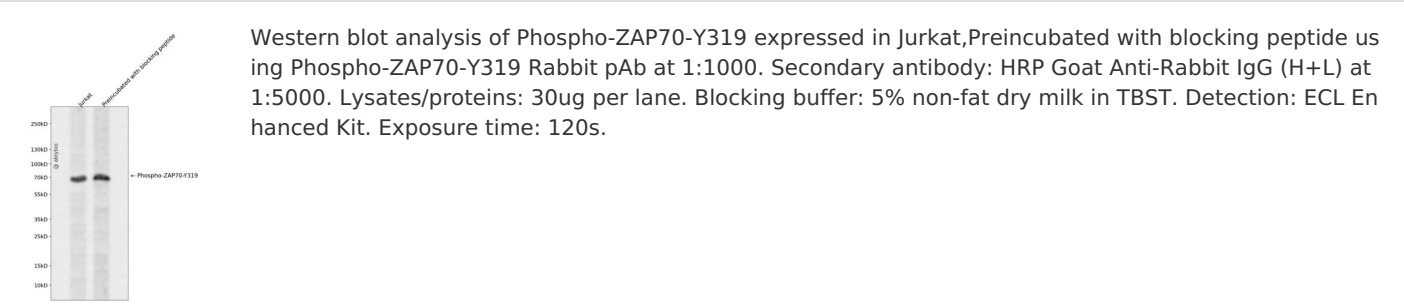 Western blot analysis of Phospho-ZAP70-Y319 expressed in Jurkat,Preincubated with blocking peptide us
ing Phospho-ZAP70-Y319 Rabbit pAb at 1:1000. Secondary antibody: HRP Goat Anti-Rabbit IgG (H+L) at
1:5000. Lysates/proteins: 30ug per lane. Blocking buffer: 5% non-fat dry milk in TBST. Detection: ECL En
hanced Kit. Exposure time: 120s.
Jurkat
Preincubated with blocking peptide
250kD
130kD
100kD
70kD
55kD
35kD
25kD
15kD
10kD
← Phospho-ZAP70-Y319